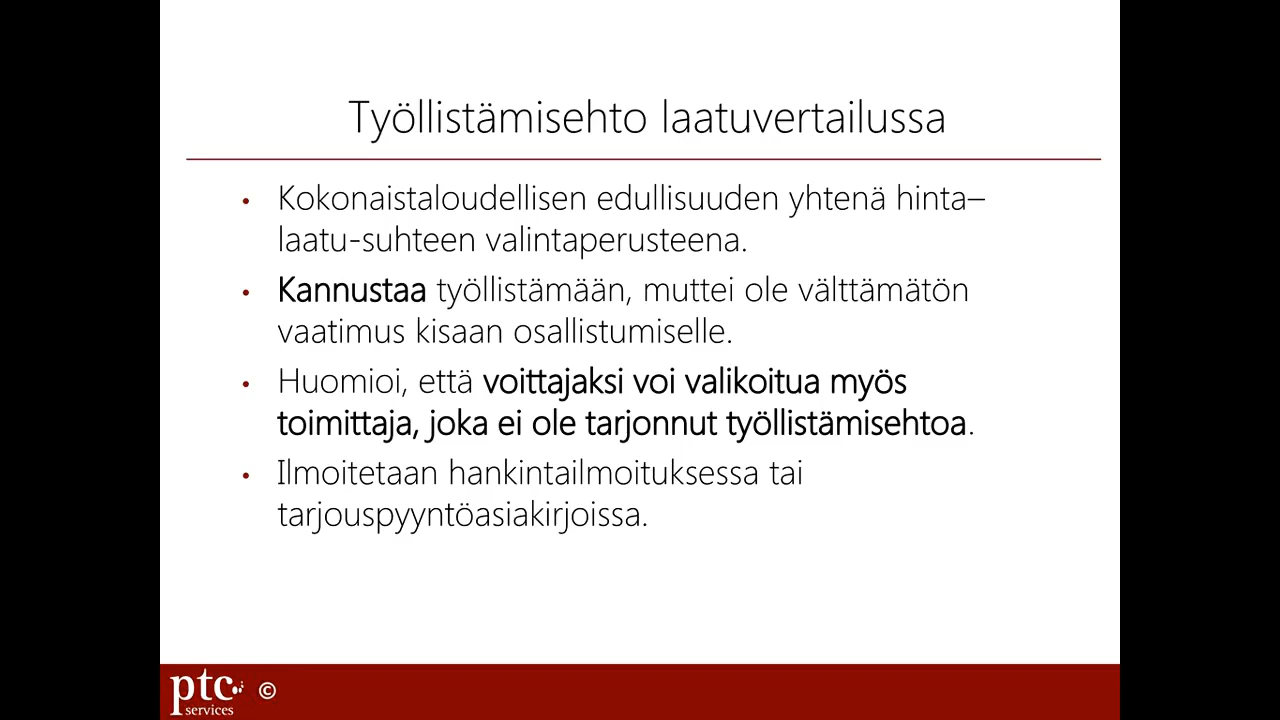 Työllistämisehto laatuvertailussa
• Kokonaistaloudellisen edullisuuden yhtenä hinta–
laatu-suhteen valintaperusteena.
• Kannustaa työllistämään, muttei ole välttämätön
vaatimus kisaan osallistumiselle.
• Huomioi, että voittajaksi voi valikoitua myös
toimittaja, joka ei ole tarjonnut työllistämisehtoa.
• Ilmoitetaan hankintailmoituksessa tai
tarjouspyyntöasiakirjoissa.
ptc ©
services